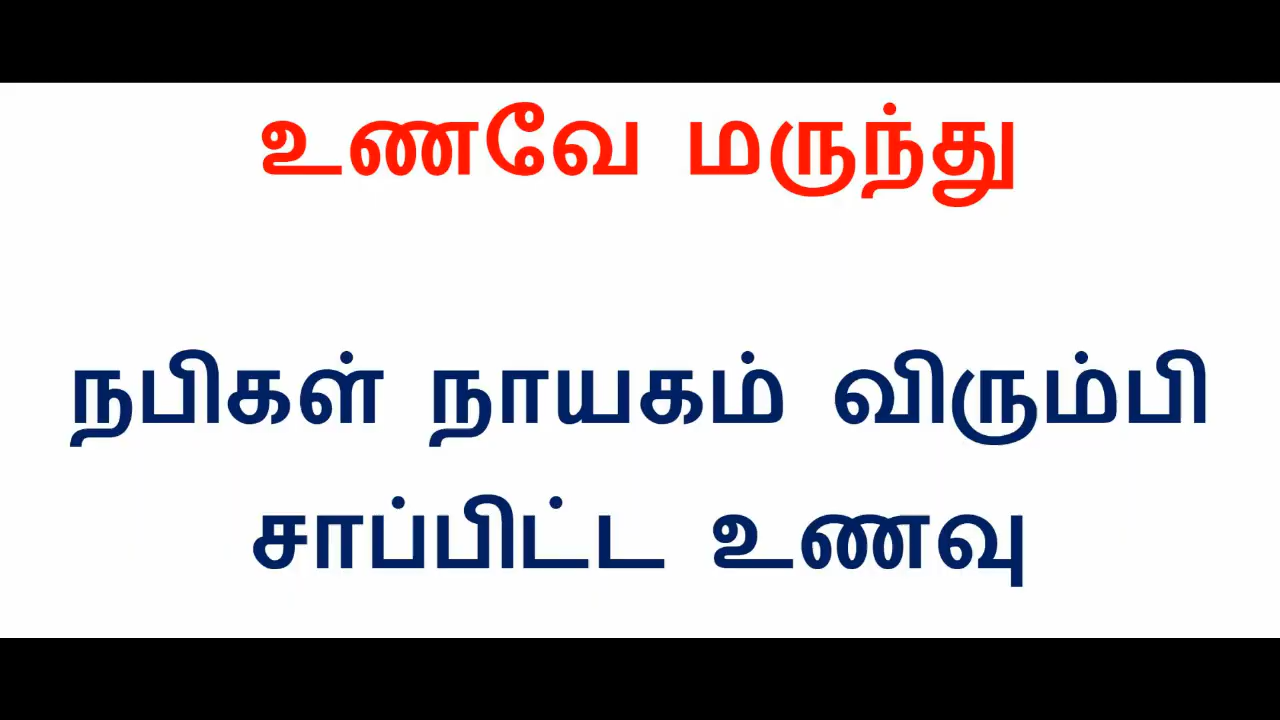 உணவே மருந்து
நபிகள் நாயகம் விரும்பி
சாப்பிட்ட உணவு